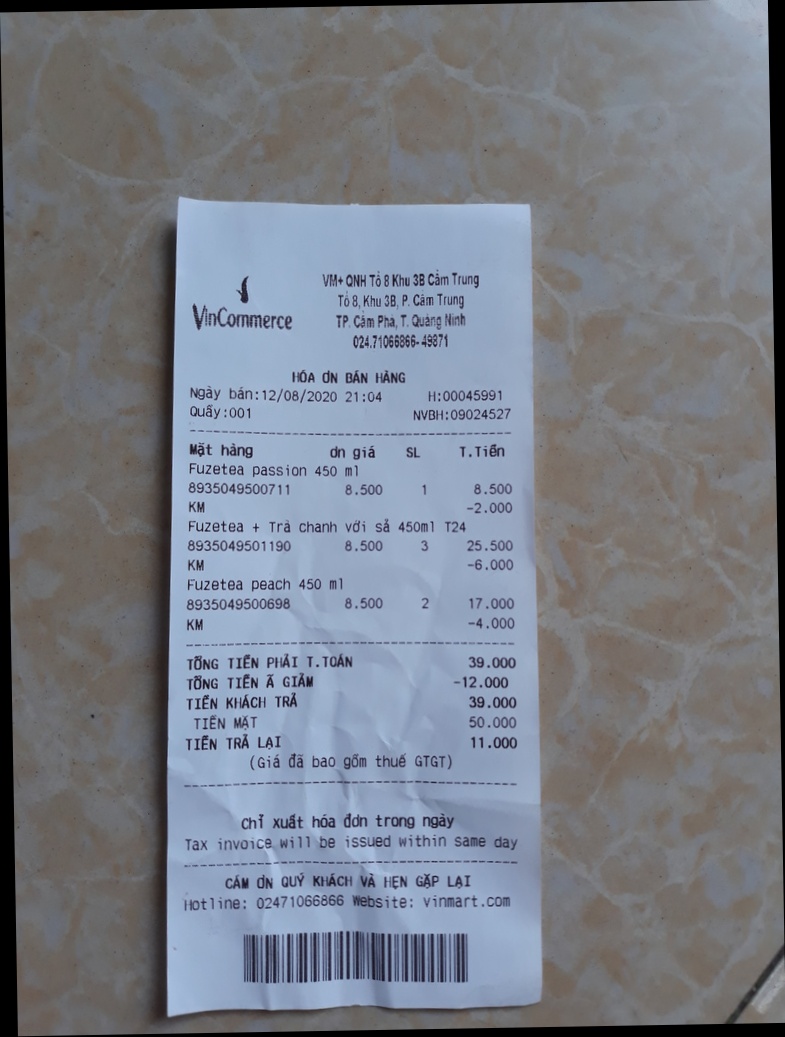 VinCommerce
VM+ QNH Tổ 8 Khu 3B Cẩm Trung
Tổ 8, Khu 3B, P. Cẩm Trung
TP. Cẩm Phả, T. Quảng Ninh
024.71066866-49871
HÓA ƠN BÁN HÀNG
Ngày bán:12/08/2020 21:04 H:00045991
Quầy:001 NVBH:09024527
Mặt hàng ơn giá SL T.Tiền
Fuzetea passion 450 ml
8935049500711 8.500 1 8.500
KM -2.000
Fuzetea + Trà chanh với sả 450ml T24
8935049501190 8.500 3 25.500
KM -6.000
Fuzetea peach 450 ml
8935049500698 8.500 2 17.000
KM -4.000
TỔNG TIỀN PHẢI T.TOÁN 39.000
TỔNG TIỀN Ã GIẢM -12.000
TIỀN KHÁCH TRẢ 39.000
TIỀN MẶT 50.000
TIỀN TRẢ LẠI 11.000
(Giá đã bao gồm thuế GTGT)
Chỉ xuất hóa đơn trong ngày
Tax invoice will be issued within same day
CẢM ƠN QUÝ KHÁCH VÀ HẸN GẶP LẠI
Hotline: 02471066866 Website: vinmart.com